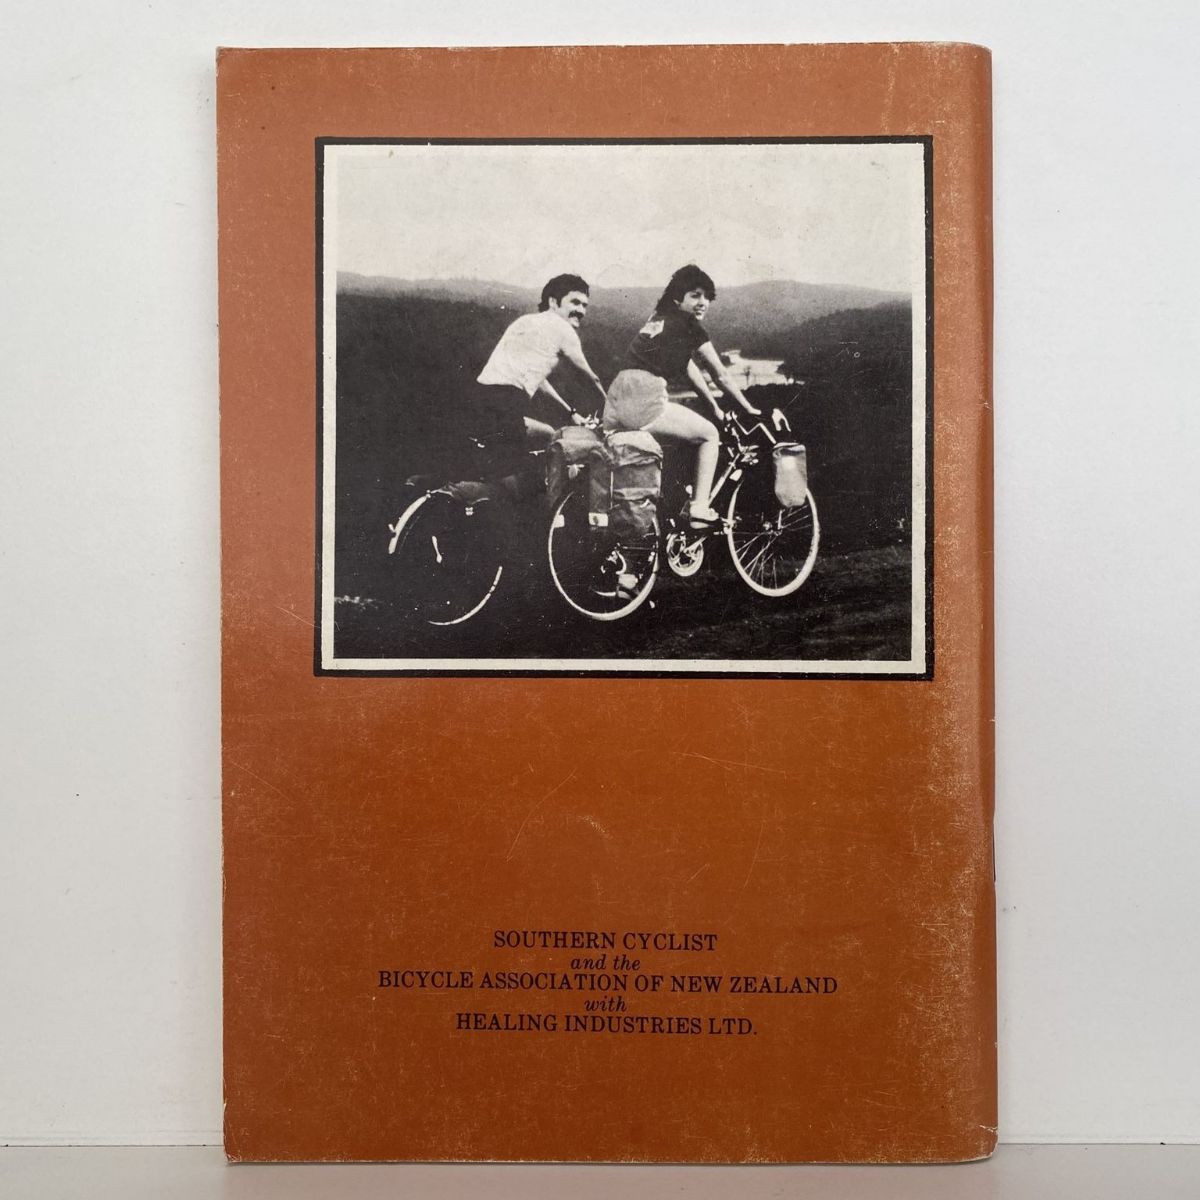 SOUTHERN CYCLIST
and the
BICYCLE ASSOCIATION OF NEW ZEALAND
with
HEALING INDUSTRIES LTD.